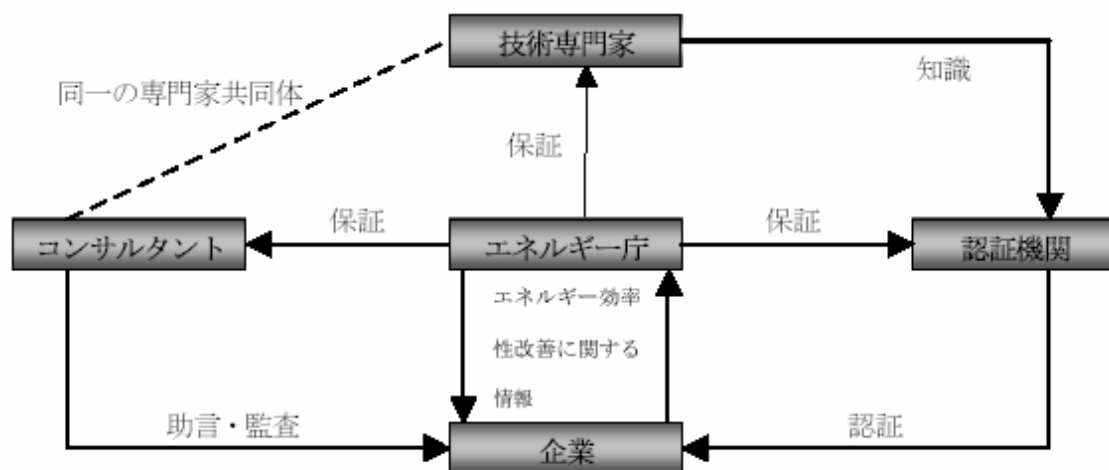 技術専門家
知識
同一の専門家共同体
保証
コンサルタント
保証
エネルギー庁
保証
認証機関
エネルギー効率
性改善に関する
情報
助言・監査
企業
認証